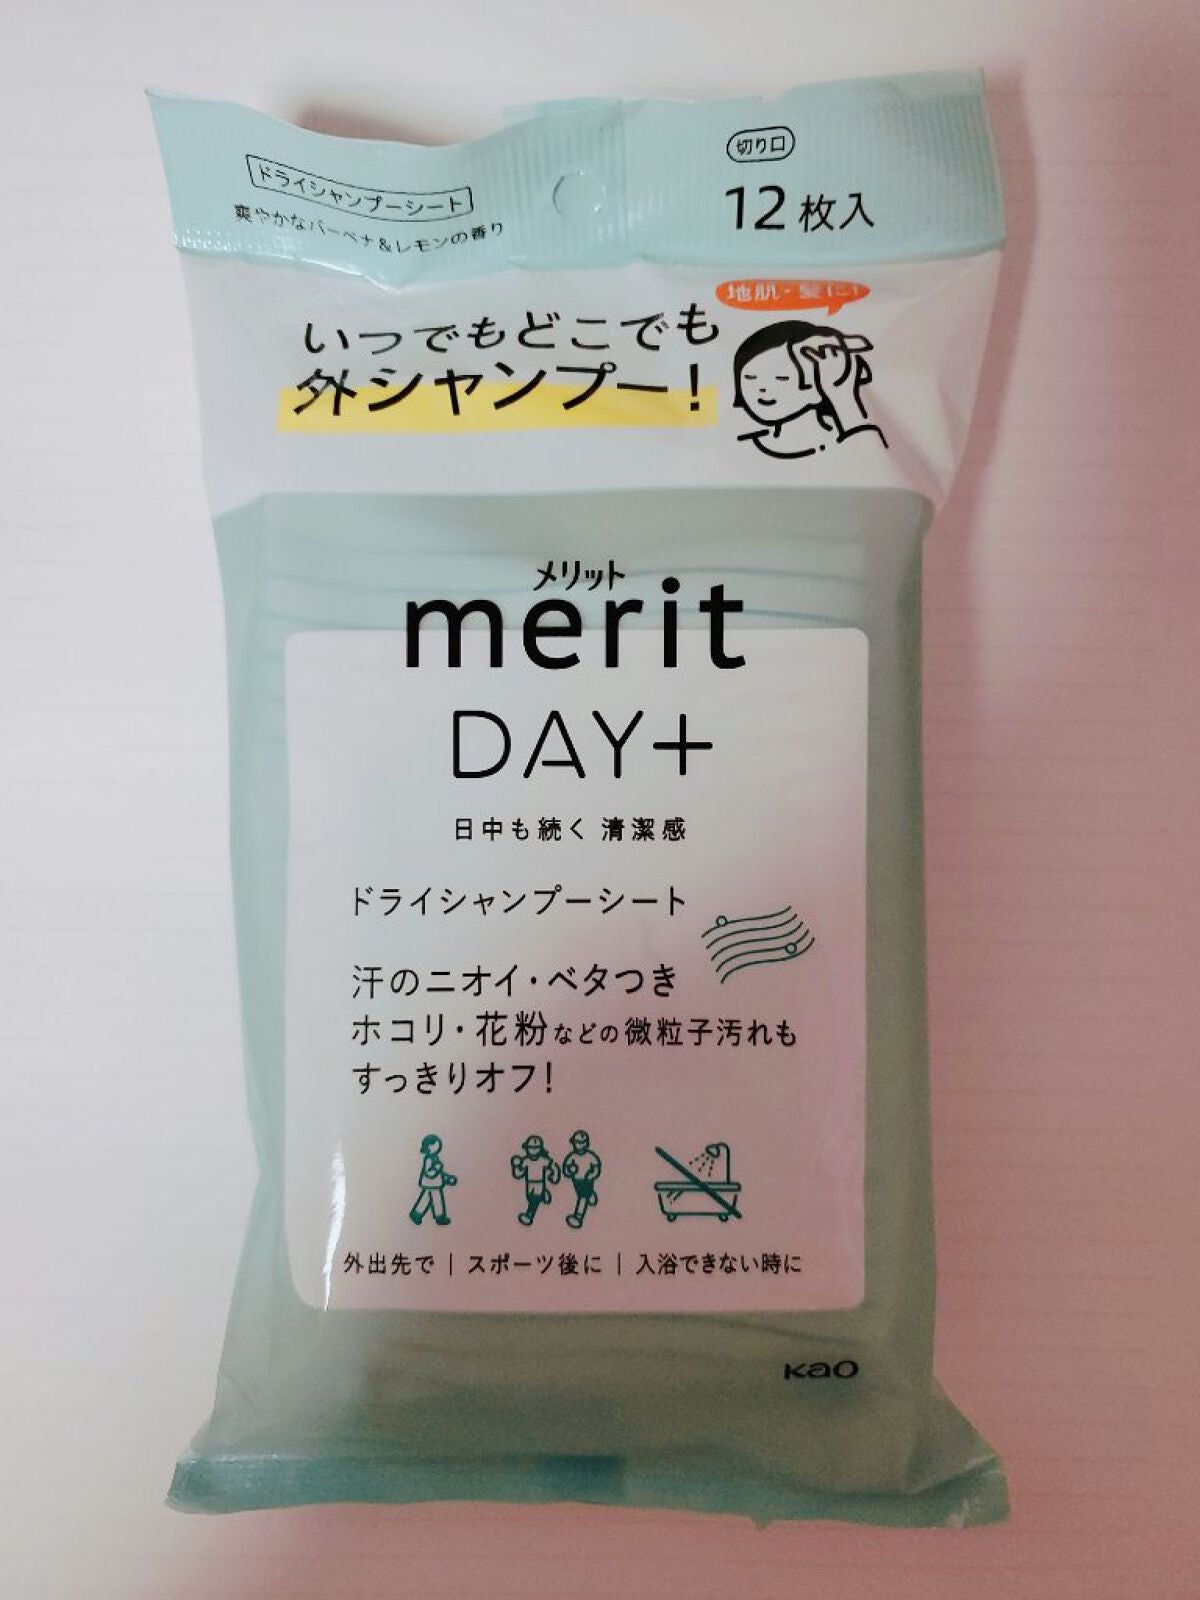 ドライシャンプーシート
爽やかなバーベナ&レモンの香り
切り口
12枚入
地肌・髪に!
いつでもどこでも
外シャンプー!
メリット
merit
DAY+
日中も続く 清潔感
ドライシャンプーシート
汗のニオイ・ベタつき
ホコリ・花粉などの微粒子汚れも
すっきりオフ!
外出先で | スポーツ後に | 入浴できない時に
Kao